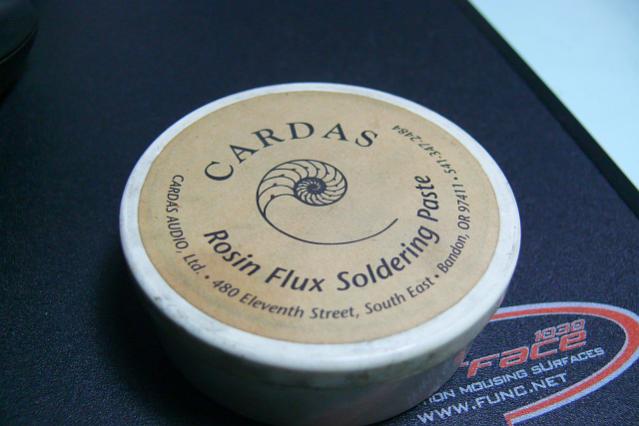 CARDAS
Rosin Flux Soldering Paste
CARDAS AUDIO, Ltd. • 480 Eleventh Street, South East • Bandon, OR 97411 • 541-347-2484
1030
FACE
ION MOUSING SURFACES
WWW.FUNC.NET